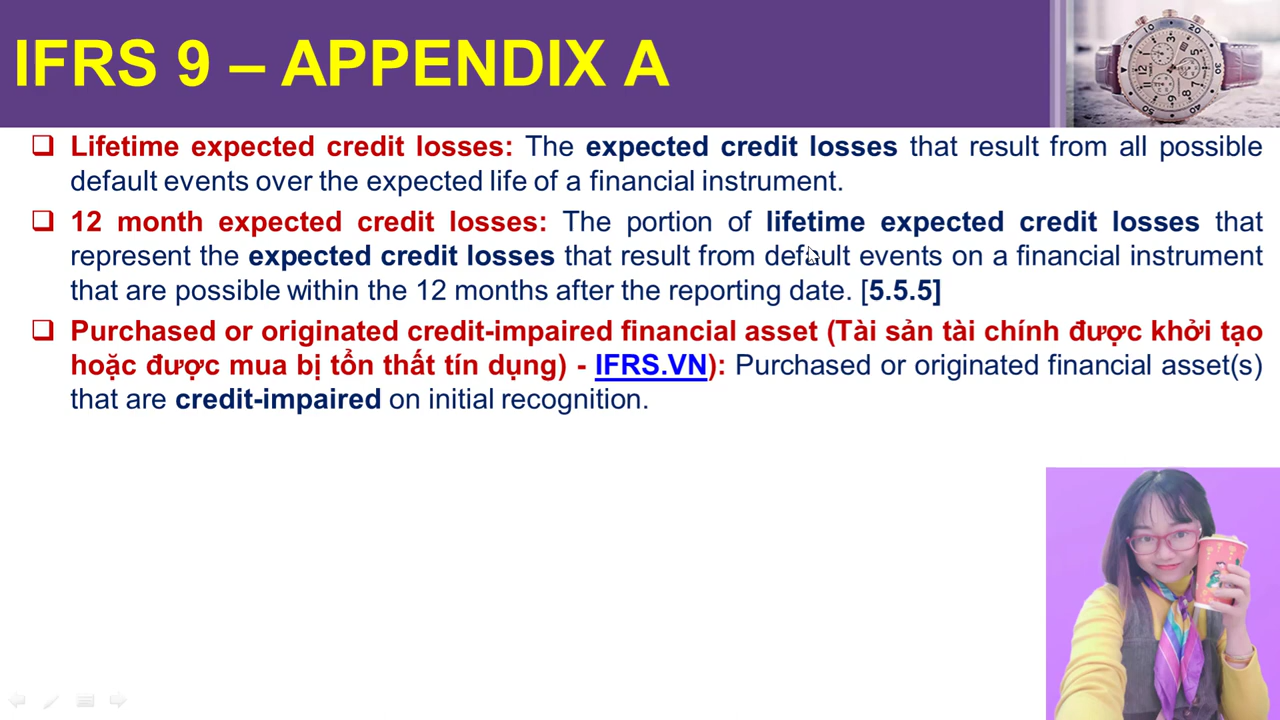 IFRS 9 – APPENDIX A
❑ Lifetime expected credit losses: The expected credit losses that result from all possible
default events over the expected life of a financial instrument.
❑ 12 month expected credit losses: The portion of lifetime expected credit losses that
represent the expected credit losses that result from default events on a financial instrument
that are possible within the 12 months after the reporting date. [5.5.5]
❑ Purchased or originated credit-impaired financial asset (Tài sản tài chính được khởi tạo
hoặc được mua bị tổn thất tín dụng) - IFRS.VN): Purchased or originated financial asset(s)
that are credit-impaired on initial recognition.